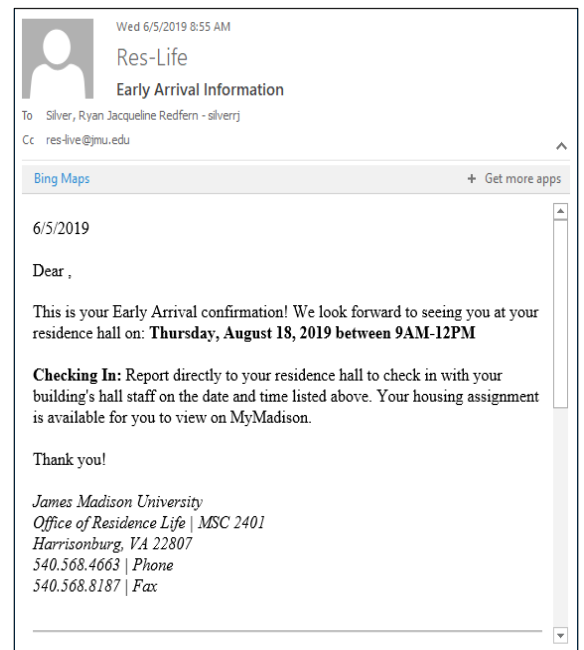 Wed 6/5/2019 8:55 AM
Res-Life
Early Arrival Information
To Silver, Ryan Jacqueline Redfern - silverrj
Cc res-live@jmu.edu
Bing Maps + Get more apps
6/5/2019
Dear ,
This is your Early Arrival confirmation! We look forward to seeing you at your
residence hall on: Thursday, August 18, 2019 between 9AM-12PM
Checking In: Report directly to your residence hall to check in with your
building's hall staff on the date and time listed above. Your housing assignment
is available for you to view on MyMadison.
Thank you!
James Madison University
Office of Residence Life | MSC 2401
Harrisonburg, VA 22807
540.568.4663 | Phone
540.568.8187 | Fax